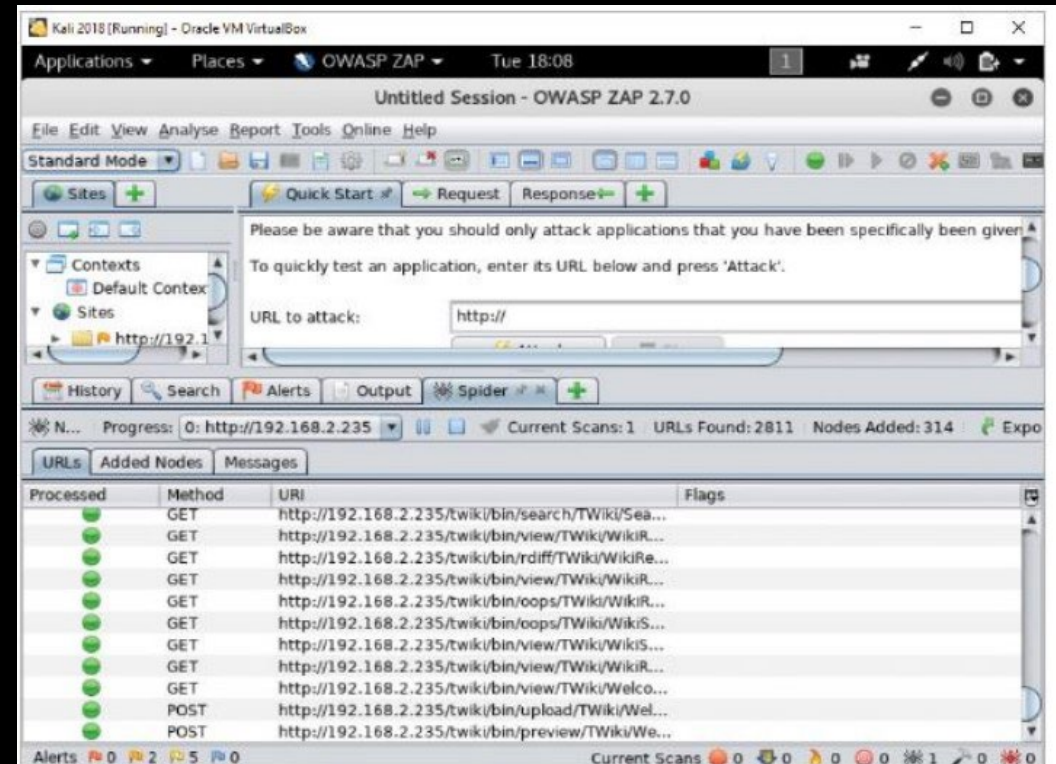 Kali 2018 [Running] - Oracle VM VirtualBox
Applications Places OWASP ZAP Tue 18:08 1
Untitled Session - OWASP ZAP 2.7.0
File Edit View Analyse Report Tools Online Help
Standard Mode
Sites Quick Start Request Response
Please be aware that you should only attack applications that you have been specifically been given
Contexts
To quickly test an application, enter its URL below and press 'Attack'.
Default Contex
Sites
URL to attack: http://
http://192.1
History Search Alerts Output Spider
N... Progress: 0: http://192.168.2.235 Current Scans: 1 URLs Found: 2811 Nodes Added: 314 Expo
URLs Added Nodes Messages
Processed Method URI Flags
GET http://192.168.2.235/twiki/bin/search/TWiki/Sea...
GET http://192.168.2.235/twiki/bin/view/TWiki/WikiR...
GET http://192.168.2.235/twiki/bin/rdiff/TWiki/WikiRe...
GET http://192.168.2.235/twiki/bin/view/TWiki/WikiR...
GET http://192.168.2.235/twiki/bin/oops/TWiki/WikiR...
GET http://192.168.2.235/twiki/bin/oops/TWiki/WikiS...
GET http://192.168.2.235/twiki/bin/view/TWiki/WikiS...
GET http://192.168.2.235/twiki/bin/view/TWiki/WikiR...
GET http://192.168.2.235/twiki/bin/view/TWiki/Welco...
POST http://192.168.2.235/twiki/bin/upload/TWiki/Wel...
POST http://192.168.2.235/twiki/bin/preview/TWiki/We...
Alerts 0 2 5 0 Current Scans 0 0 0 0 1 0 0